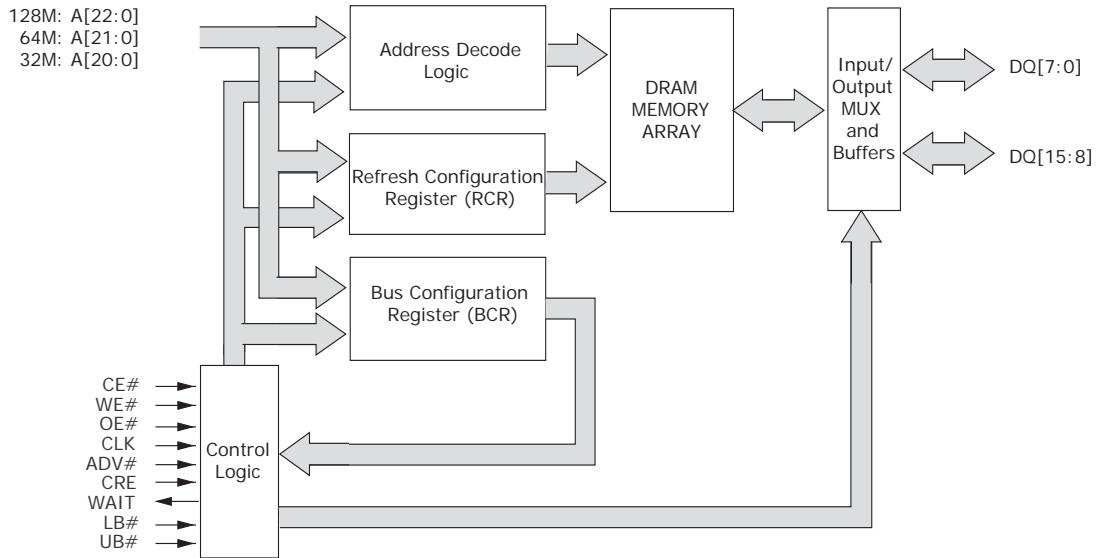 128M: A[22:0]
64M: A[21:0]
32M: A[20:0]
Address Decode
Logic
Refresh Configuration
Register (RCR)
Bus Configuration
Register (BCR)
DRAM
MEMORY
ARRAY
Input/
Output
MUX
and
Buffers
DQ[7:0]
DQ[15:8]
CE#
WE#
OE#
CLK
ADV#
CRE
WAIT
LB#
UB#
Control
Logic